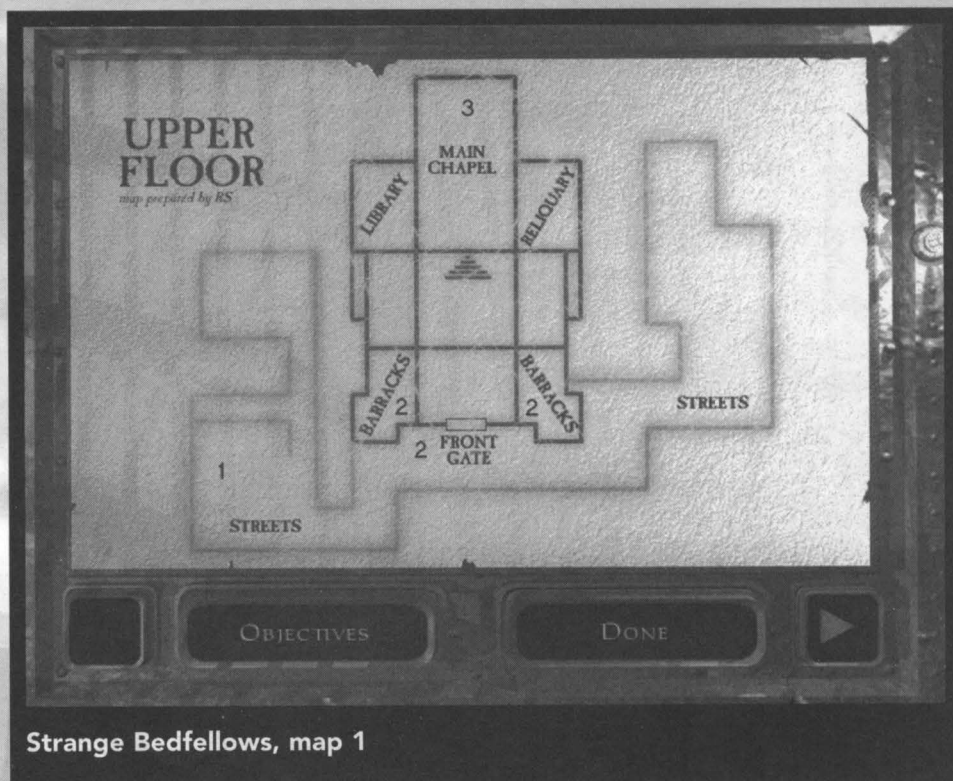 UPPER
FLOOR
map prepared by RS
3
MAIN
CHAPEL
LIBRARY
RELIQUARY
BARRACKS
2
2
BARRACKS
2
FRONT
GATE
STREETS
1
STREETS
OBJECTIVES
DONE
Strange Bedfellows, map 1